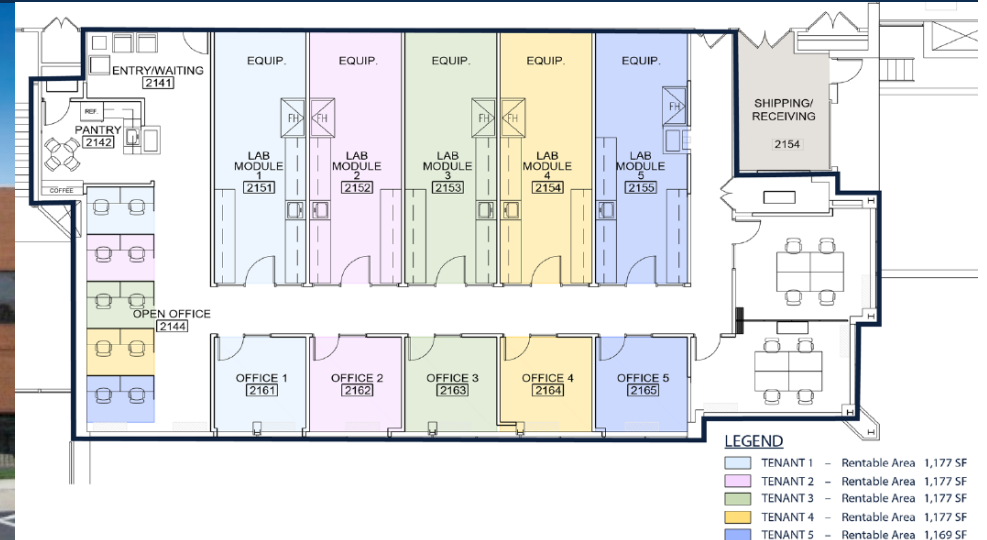 ENTRY/WAITING
2141
REF.
PANTRY
2142
COFFEE
EQUIP.
EQUIP.
EQUIP.
EQUIP.
EQUIP.
FH
FH
FH
FH
FH
LAB
MODULE
1
2151
LAB
MODULE
2
2152
LAB
MODULE
3
2153
LAB
MODULE
4
2154
LAB
MODULE
5
2155
SHIPPING/
RECEIVING
2154
OPEN OFFICE
2144
OFFICE 1
2161
OFFICE 2
2162
OFFICE 3
2163
OFFICE 4
2164
OFFICE 5
2165
LEGEND
TENANT 1 – Rentable Area 1,177 SF
TENANT 2 – Rentable Area 1,177 SF
TENANT 3 – Rentable Area 1,177 SF
TENANT 4 – Rentable Area 1,177 SF
TENANT 5 – Rentable Area 1,169 SF